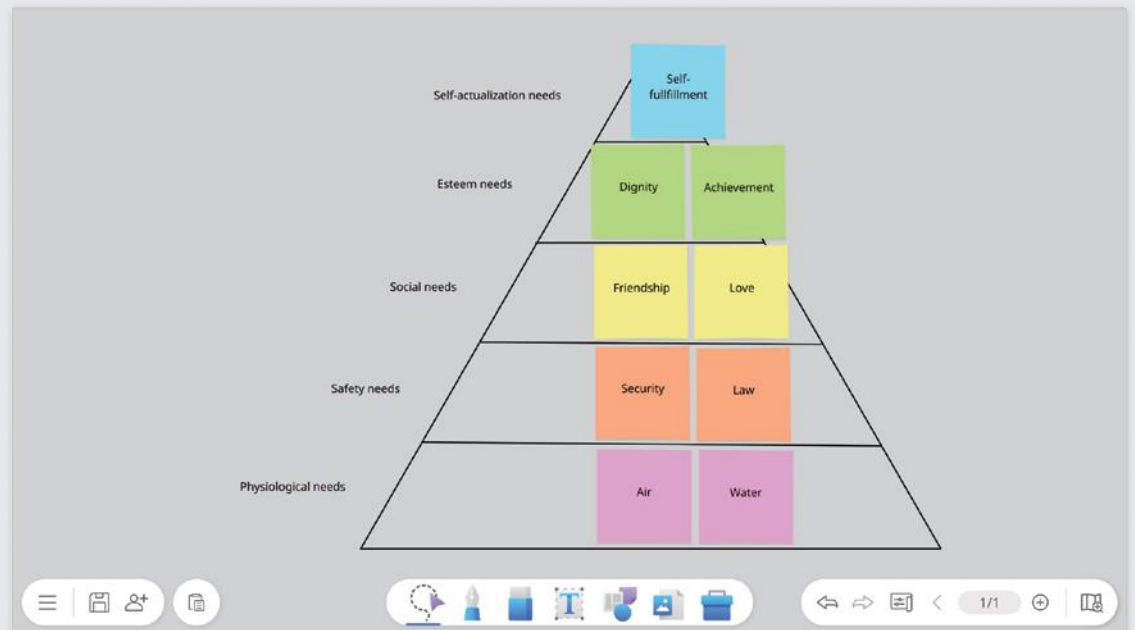 Self-
fullfillment
Self-actualization needs
Esteem needs
Dignity
Achievement
Social needs
Friendship
Love
Safety needs
Security
Law
Physiological needs
Air
Water
T
1/1